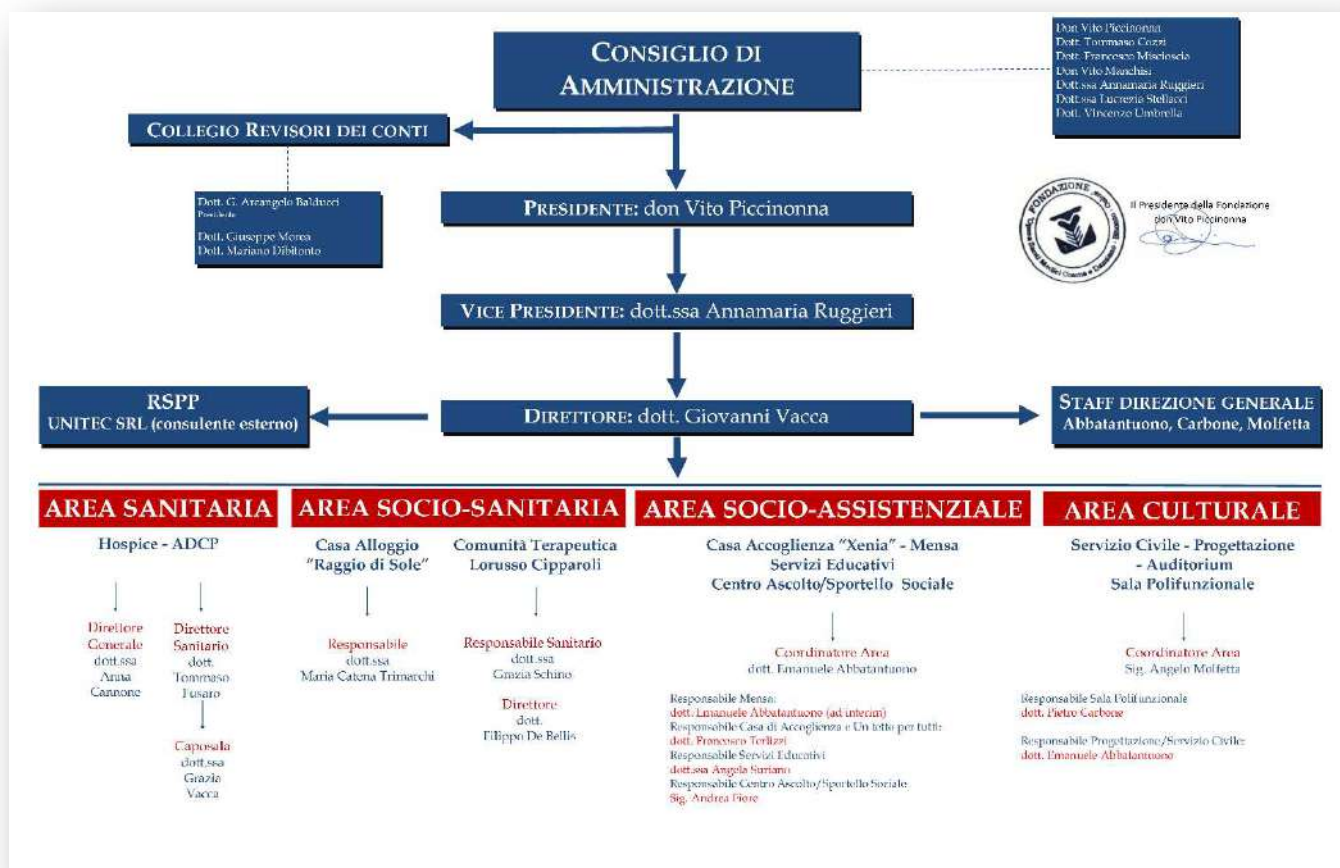 CONSIGLIO DI
AMMINISTRAZIONE
Don Vito Piccinonna
Dott. Tommaso Cozzi
Dott. Francesco Miscioscia
Don Vito Manchisi
Dott.ssa Annamaria Ruggieri
Dott.ssa Lucrezia Stellacci
Dott. Vincenzo Umbrella
COLLEGIO REVISORI DEI CONTI
Dott. G. Arcangelo Balducci
Presidente
Dott. Giuseppe Morea
Dott. Mariano Dibitonto
PRESIDENTE: don Vito Piccinonna
FONDAZIONE
Santi Medici Cosma e Damiano
Il Presidente della Fondazione
don Vito Piccinonna
VICE PRESIDENTE: dott.ssa Annamaria Ruggieri
RSPP
UNITEC SRL (consulente esterno)
DIRETTORE: dott. Giovanni Vacca
STAFF DIREZIONE GENERALE
Abbatantuono, Carbone, Molfetta
AREA SANITARIA
Hospice - ADCP
Direttore
Generale
dott.ssa
Anna
Cannone
Direttore
Sanitario
dott.
Tommaso
Fusaro
Caposala
dott.ssa
Grazia
Vacca
AREA SOCIO-SANITARIA
Casa Alloggio
"Raggio di Sole"
Responsabile
dott.ssa
Maria Catena Trimarchi
Comunità Terapeutica
Lorusso Cipparoli
Responsabile Sanitario
dott.ssa
Grazia Schino
Direttore
dott.
Filippo De Bellis
AREA SOCIO-ASSISTENZIALE
Casa Accoglienza "Xenia" - Mensa
Servizi Educativi
Centro Ascolto/Sportello Sociale
Coordinatore Area
dott. Emanuele Abbatantuono
Responsabile Mensa:
dott. Emanuele Abbatantuono (ad interim)
Responsabile Casa di Accoglienza e Un tetto per tutti:
dott. Francesco Terlizzi
Responsabile Servizi Educativi
dott.ssa Angela Suriano
Responsabile Centro Ascolto/Sportello Sociale
Sig. Andrea Fiore
AREA CULTURALE
Servizio Civile - Progettazione
- Auditorium
Sala Polifunzionale
Coordinatore Area
Sig. Angelo Molfetta
Responsabile Sala Polifunzionale
dott. Pietro Carbone
Responsabile Progettazione/Servizio Civile:
dott. Emanuele Abbatantuono